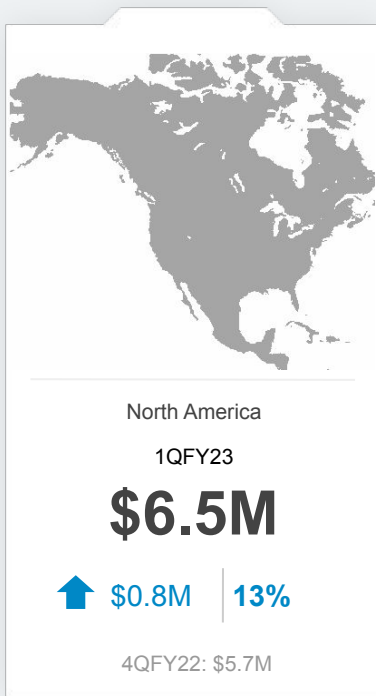 North America
1QFY23
$6.5M
$0.8M 13%
4QFY22: $5.7M